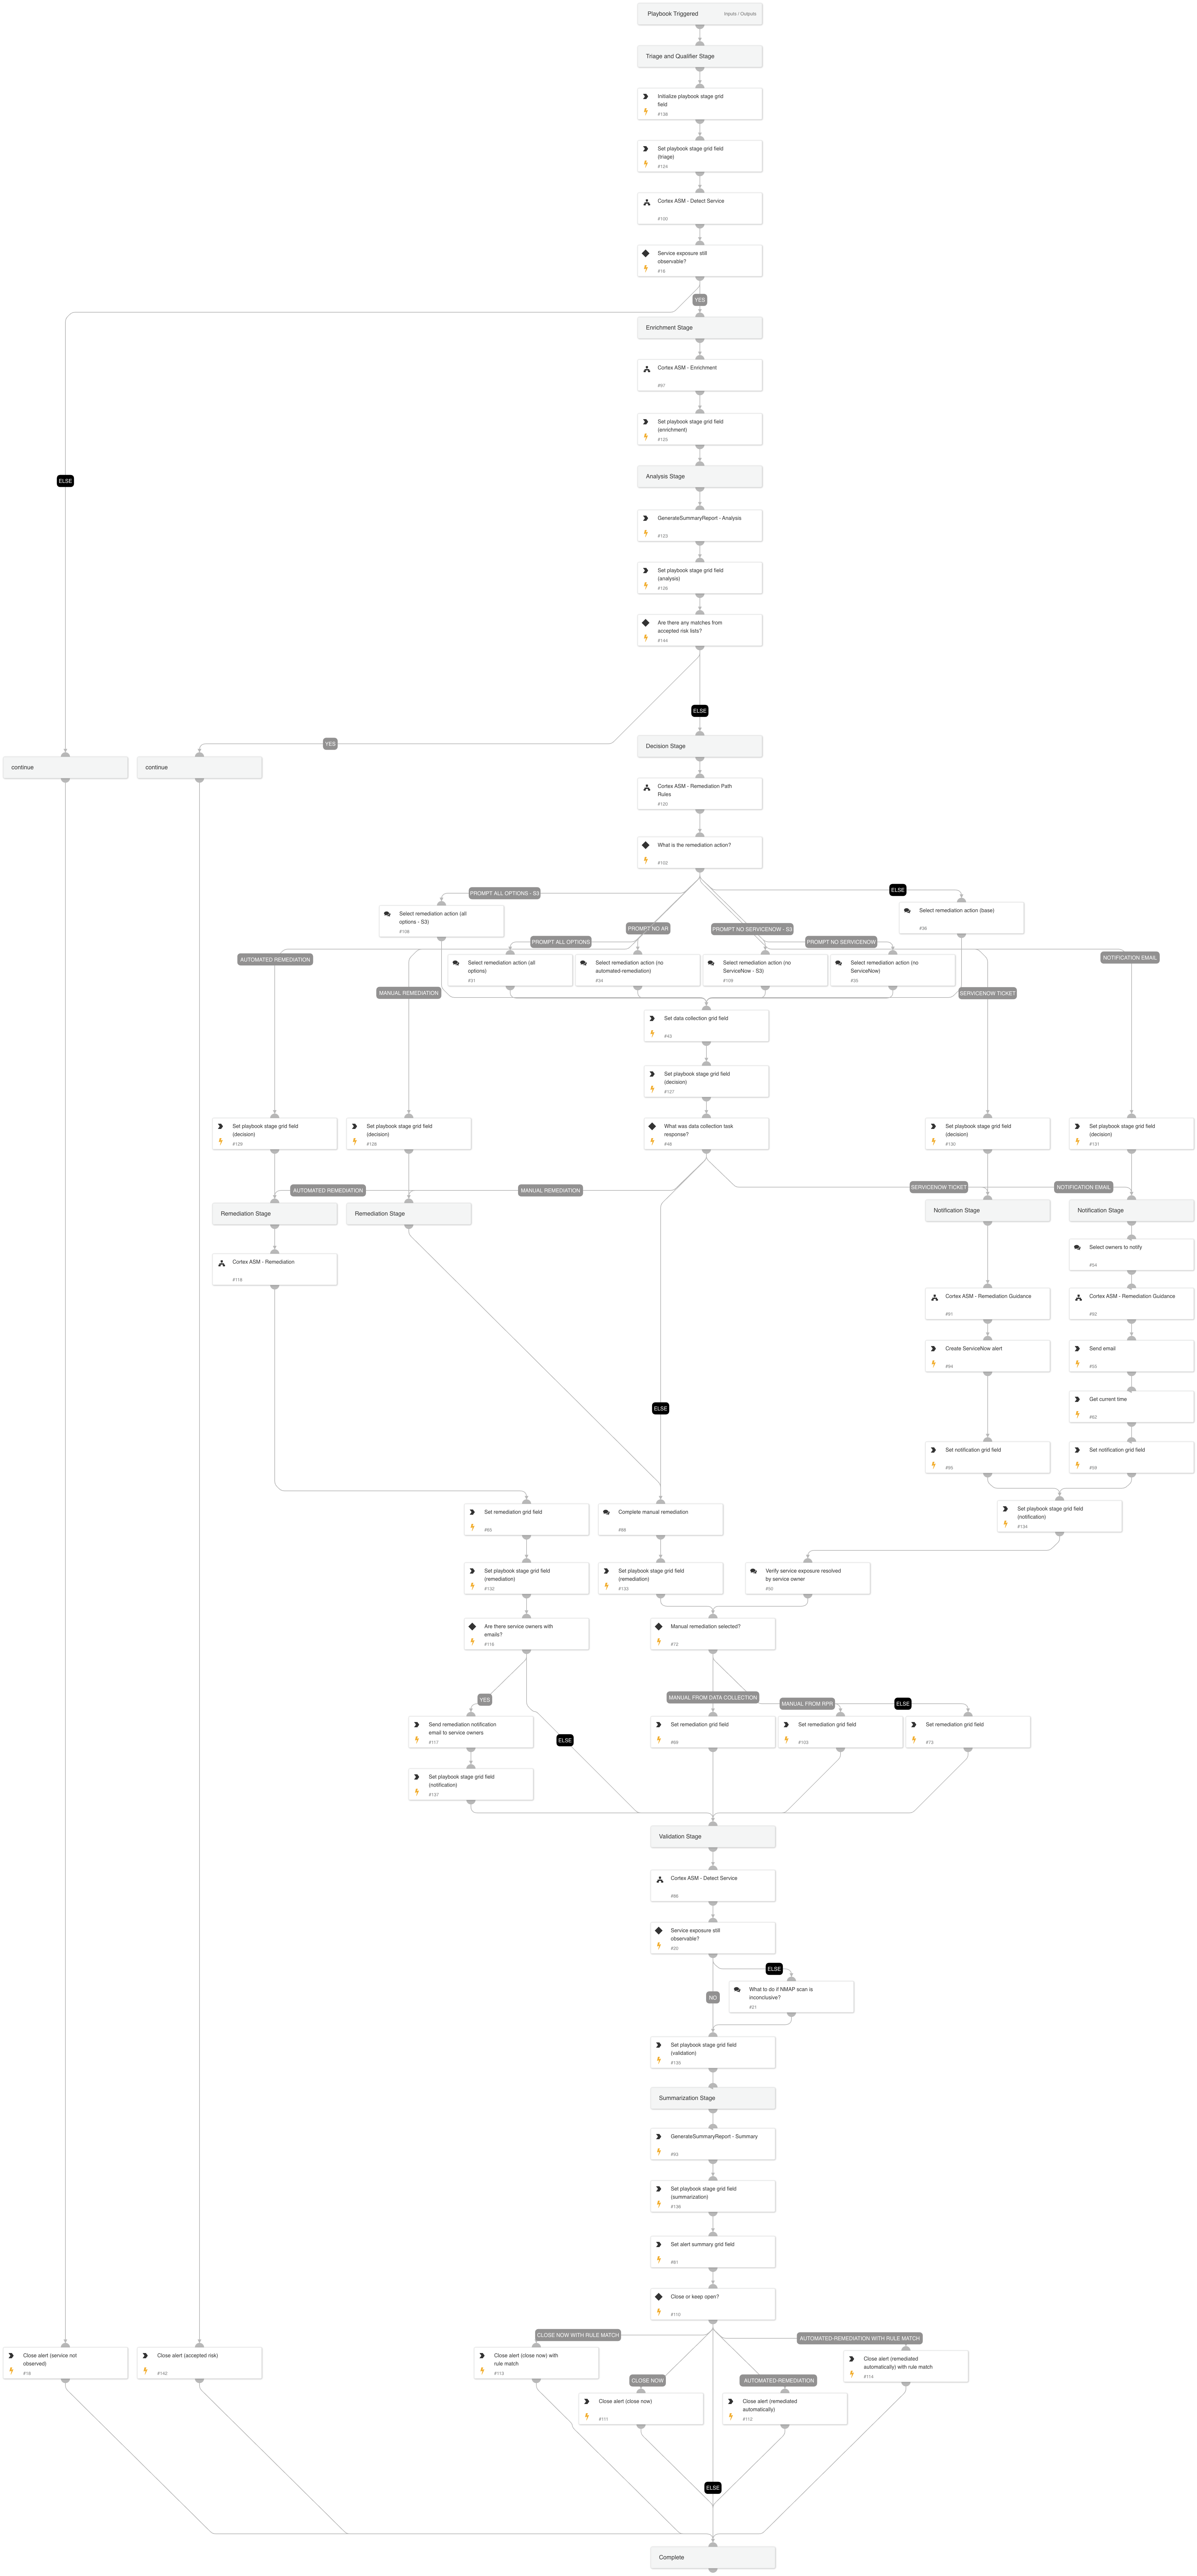 Playbook Triggered
Inputs / Outputs
Triage and Qualifier Stage
Initialize playbook stage grid
field
#138
Set playbook stage grid field
(triage)
#124
Cortex ASM - Detect Service
#100
Service exposure still
observable?
#16
YES
Enrichment Stage
Cortex ASM - Enrichment
#97
Set playbook stage grid field
(enrichment)
#125
Analysis Stage
ELSE
GenerateSummaryReport - Analysis
#123
Set playbook stage grid field
(analysis)
#126
Are there any matches from
accepted risk lists?
#144
ELSE
YES
Decision Stage
continue
continue
Cortex ASM - Remediation Path
Rules
#120
What is the remediation action?
#102
PROMPT ALL OPTIONS - S3
ELSE
Select remediation action (all
options - S3)
#108
Select remediation action (base)
PROMPT NO AR
PROMPT NO SERVICENOW - S3
PROMPT ALL OPTIONS
PROMPT NO SERVICENOW
AUTOMATED REMEDIATION
NOTIFICATION EMAIL
Select remediation action (all
options)
#31
Select remediation action (no
automated-remediation)
#34
Select remediation action (no
ServiceNow - S3)
#109
Select remediation action (no
ServiceNow)
MANUAL REMEDIATION
SERVICENOW TICKET
Set data collection grid field
#43
Set playbook stage grid field
(decision)
#127
Set playbook stage grid field
(decision)
#129
Set playbook stage grid field
(decision)
#128
What was data collection task
response?
#48
Set playbook stage grid field
(decision)
#130
Set playbook stage grid field
(decision)
#131
AUTOMATED REMEDIATION
MANUAL REMEDIATION
SERVICENOW TICKET
NOTIFICATION EMAIL
Remediation Stage
Remediation Stage
Notification Stage
Notification Stage
Select owners to notify
#54
Cortex ASM - Remediation
#118
Cortex ASM - Remediation Guidance
#91
Cortex ASM - Remediation Guidance
#92
Create ServiceNow alert
#94
Send email
#55
Get current time
#62
ELSE
Set notification grid field
#95
Set notification grid field
#59
Set remediation grid field
Complete manual remediation
#68
Set playbook stage grid field
(notification)
#134
Set playbook stage grid field
(remediation)
#132
Set playbook stage grid field
(remediation)
#133
Verify service exposure resolved
by service owner
#50
Are there service owners with
emails?
#116
Manual remediation selected?
#72
YES
MANUAL FROM DATA COLLECTION
MANUAL FROM RPR
ELSE
Send remediation notification
email to service owners
#117
Set remediation grid field
#69
Set remediation grid field
#103
Set remediation grid field
#73
ELSE
Set playbook stage grid field
(notification)
#137
Validation Stage
Cortex ASM - Detect Service
Service exposure still
observable?
#20
ELSE
What to do if NMAP scan is
inconclusive?
#21
NO
Set playbook stage grid field
(validation)
#135
Summarization Stage
GenerateSummaryReport - Summary
#93
Set playbook stage grid field
(summarization)
#136
Set alert summary grid field
Close or keep open?
#110
CLOSE NOW WITH RULE MATCH
AUTOMATED-REMEDIATION WITH RULE MATCH
Close alert (service not
observed)
Close alert (accepted risk)
#142
Close alert (close now) with
rule match
#113
Close alert (remediated
automatically) with rule match
#114
CLOSE NOW
AUTOMATED-REMEDIATION
Close alert (close now)
#111
Close alert (remediated
automatically)
#112
ELSE
Complete